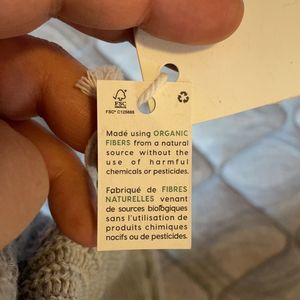 FSC
FSC® C125885
Made using ORGANIC
FIBERS from a natural
source without the
use of harmful
chemicals or pesticides.
Fabriqué de FIBRES
NATURELLES venant
de sources biologiques
sans l'utilisation de
produits chimiques
nocifs ou de pesticides.